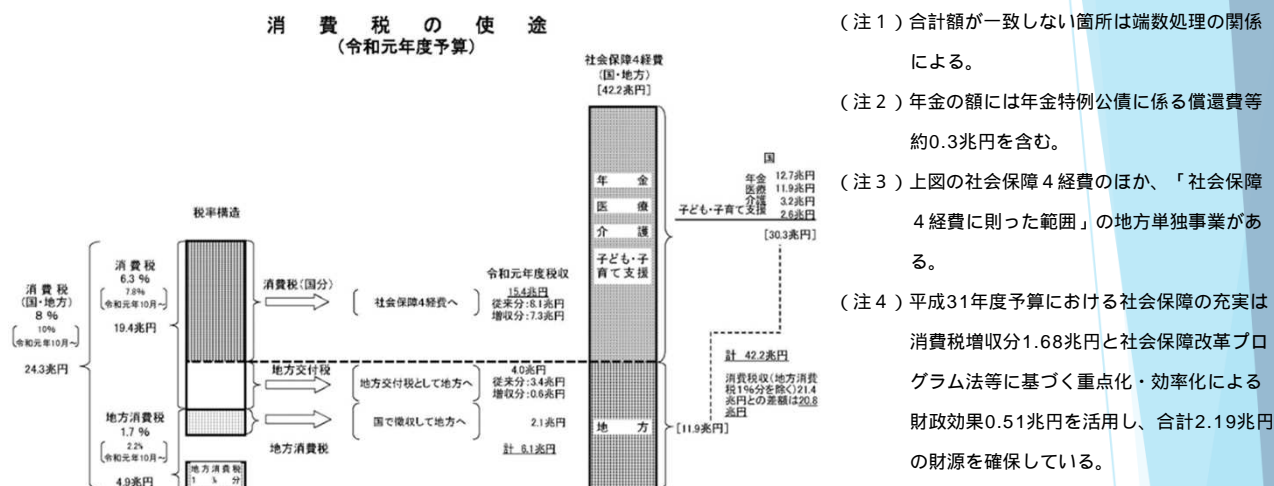 消費税の使途
(令和元年度予算)
社会保障4経費
(国・地方)
[42.2兆円]
年金
医療
介護
子ども・子
育て支援
地方
国
年金 12.7兆円
医療 11.9兆円
介護 3.2兆円
子ども・子育て支援 2.6兆円
[30.3兆円]
[11.9兆円]
計 42.2兆円
消費税収(地方消費
税1%分を除く)21.4
兆円との差額は20.8
兆円
税率構造
消費税
(国・地方)
8%
10%
(令和元年10月~)
24.3兆円
消費税
6.3%
7.8%
(令和元年10月~)
19.4兆円
地方消費税
1.7%
2.2%
(令和元年10月~)
4.9兆円
地方消費税
1%分
消費税(国分)
社会保障4経費へ
令和元年度税収
15.4兆円
従来分:8.1兆円
増収分:7.3兆円
地方交付税
地方交付税として地方へ
4.0兆円
従来分:3.4兆円
増収分:0.6兆円
国で徴収して地方へ
2.1兆円
地方消費税
計 6.1兆円
(注1)合計額が一致しない箇所は端数処理の関係
による。
(注2)年金の額には年金特例公債に係る償還費等
約0.3兆円を含む。
(注3)上図の社会保障4経費のほか、「社会保障
4経費に則った範囲」の地方単独事業があ
る。
(注4)平成31年度予算における社会保障の充実は
消費税増収分1.68兆円と社会保障改革プロ
グラム法等に基づく重点化・効率化による
財政効果0.51兆円を活用し、合計2.19兆円
の財源を確保している。